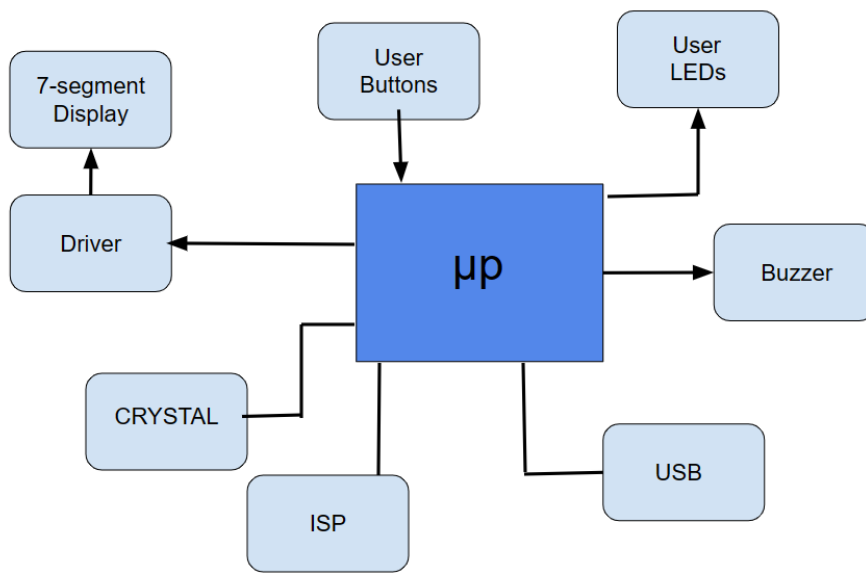 User
Buttons
User
LEDs
7-segment
Display
Driver
µp
Buzzer
CRYSTAL
USB
ISP